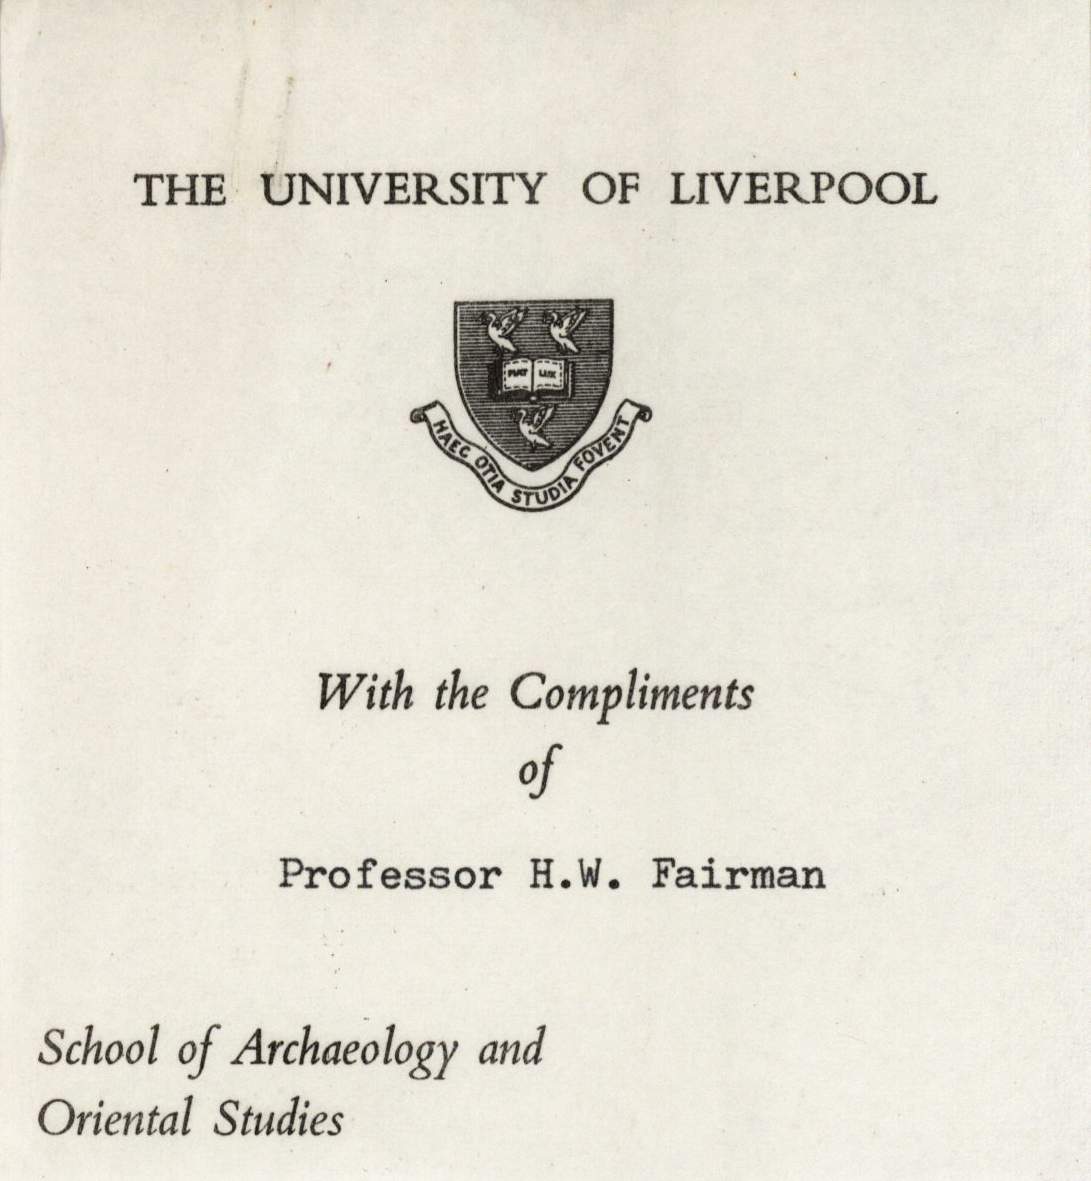 THE UNIVERSITY OF LIVERPOOL
FIAT LUX
HAEC OTIA STUDIA FOVENT
With the Compliments
of
Professor H.W. Fairman
School of Archaeology and
Oriental Studies